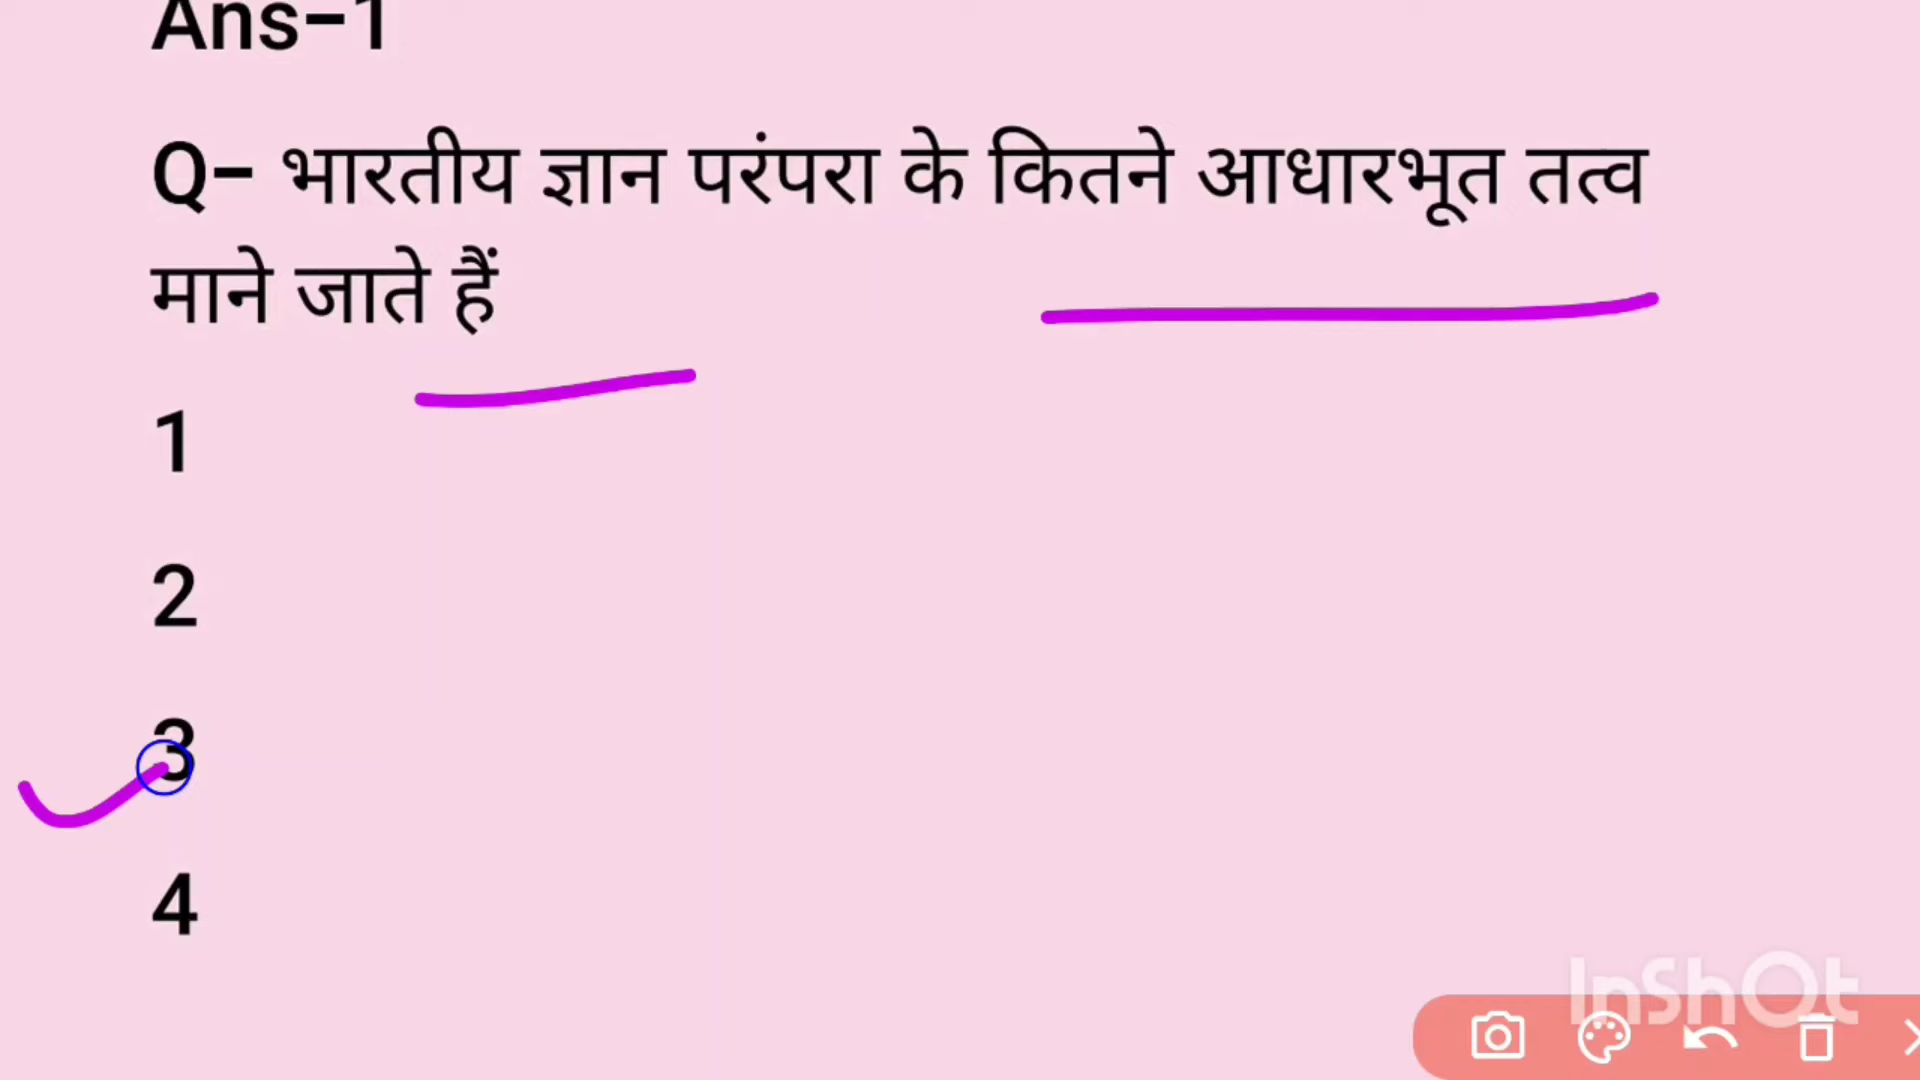 Ans–1
Q– भारतीय ज्ञान परंपरा के कितने आधारभूत तत्व
माने जाते हैं
1
2
3
4
InShOt